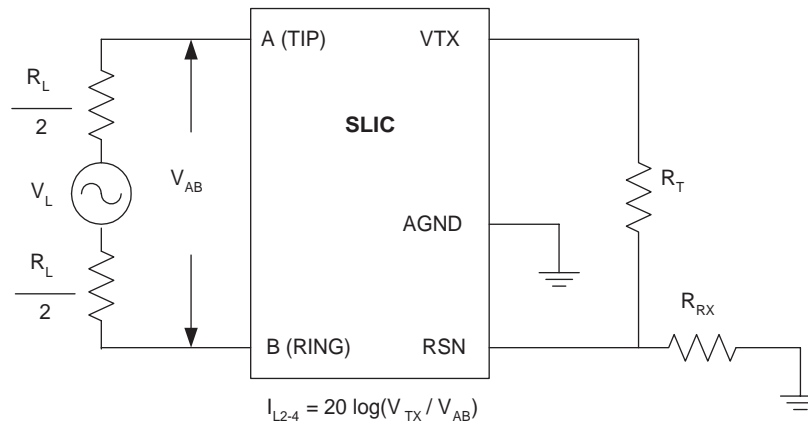 A (TIP)
VTX
R_L
2
SLIC
V_L
V_AB
R_T
AGND
R_L
2
R_RX
B (RING)
RSN
I_L2-4 = 20 log(V_TX / V_AB)